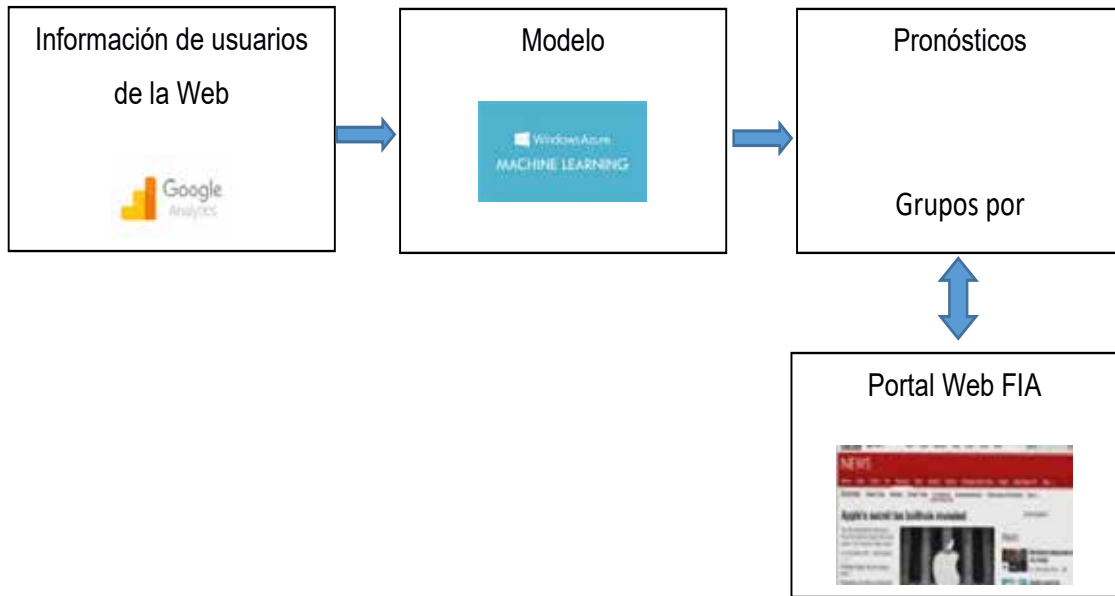 Información de usuarios
de la Web
Google
Analytics
Modelo
Windows Azure
MACHINE LEARNING
Pronósticos
Grupos por
Portal Web FIA
NEWS
Apple's secret tax bolthole revealed